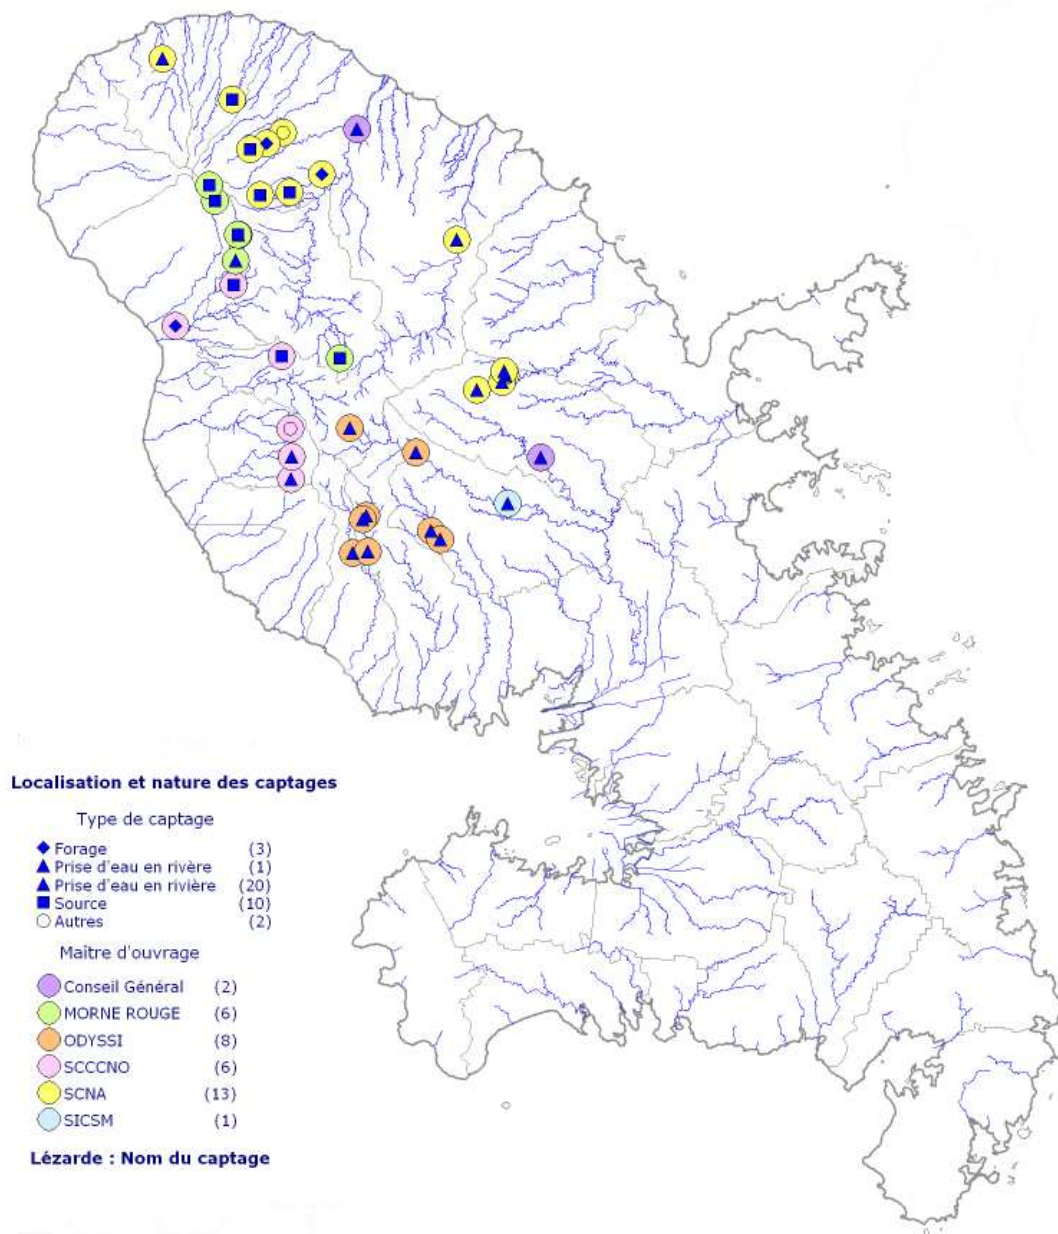 Localisation et nature des captages
Type de captage
Forage (3)
Prise d'eau en rivère (1)
Prise d'eau en rivière (20)
Source (10)
Autres (2)
Maître d'ouvrage
Conseil Général (2)
MORNE ROUGE (6)
ODYSSI (8)
SCCCNO (6)
SCNA (13)
SICSM (1)
Lézarde : Nom du captage